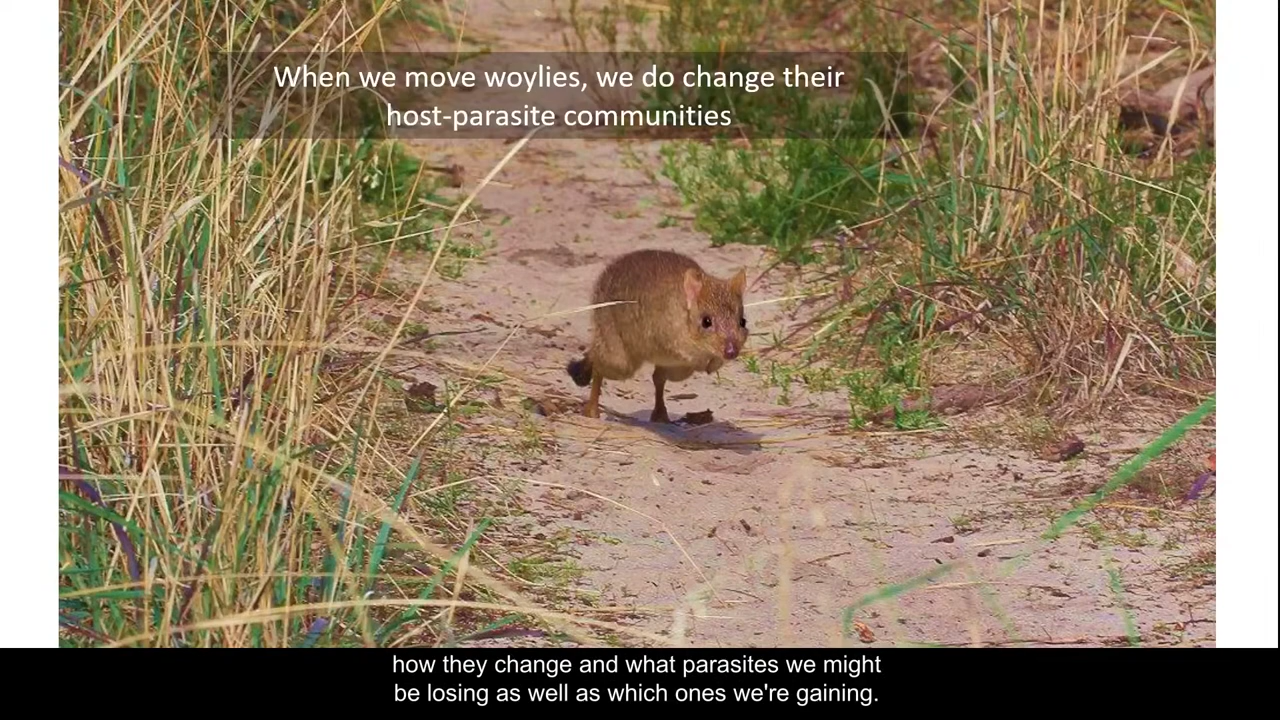 When we move woylies, we do change their
host-parasite communities
how they change and what parasites we might
be losing as well as which ones we're gaining.